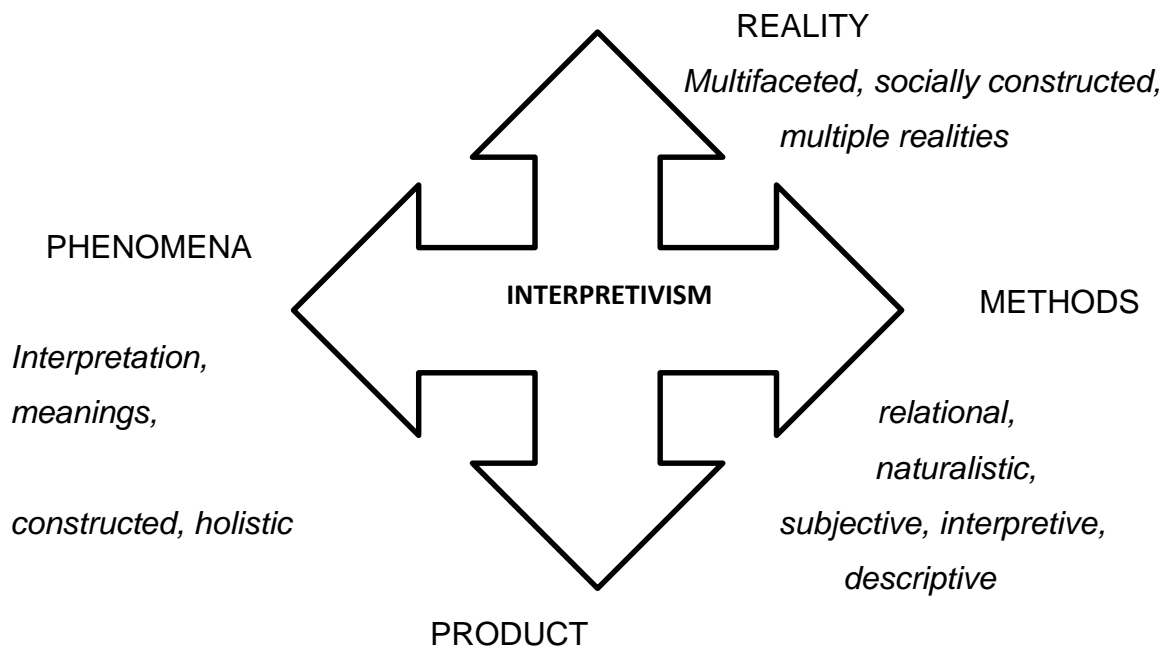 REALITY
Multifaceted, socially constructed,
multiple realities
PHENOMENA
Interpretation,
meanings,
constructed, holistic
INTERPRETIVISM
METHODS
relational,
naturalistic,
subjective, interpretive,
descriptive
PRODUCT